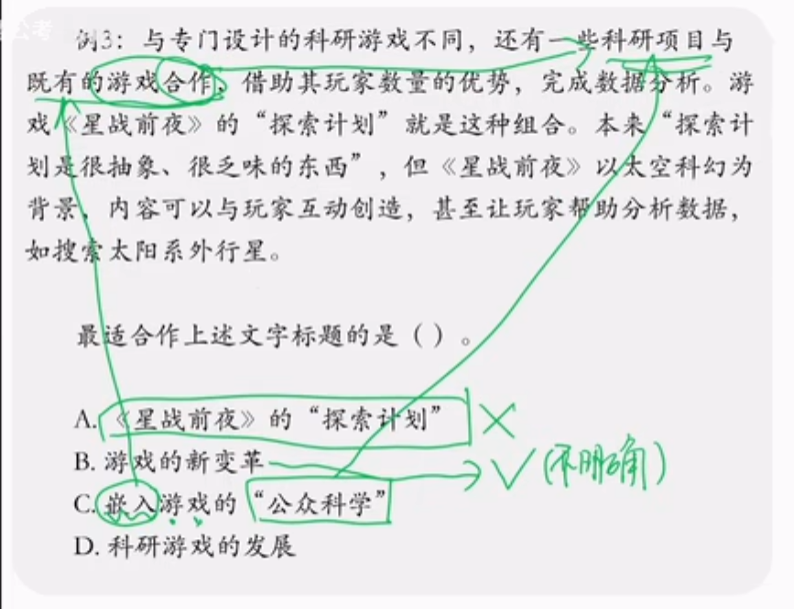 公考
例3：与专门设计的科研游戏不同，还有一些科研项目与
既有的游戏合作，借助其玩家数量的优势，完成数据分析。游
戏《星战前夜》的“探索计划”就是这种组合。本来“探索计
划是很抽象、很乏味的东西”，但《星战前夜》以太空科幻为
背景，内容可以与玩家互动创造，甚至让玩家帮助分析数据，
如搜索太阳系外行星。
最适合作上述文字标题的是（ ）。
A.《星战前夜》的“探索计划”
B. 游戏的新变革 （不明确）
C. 嵌入游戏的“公众科学”
D. 科研游戏的发展